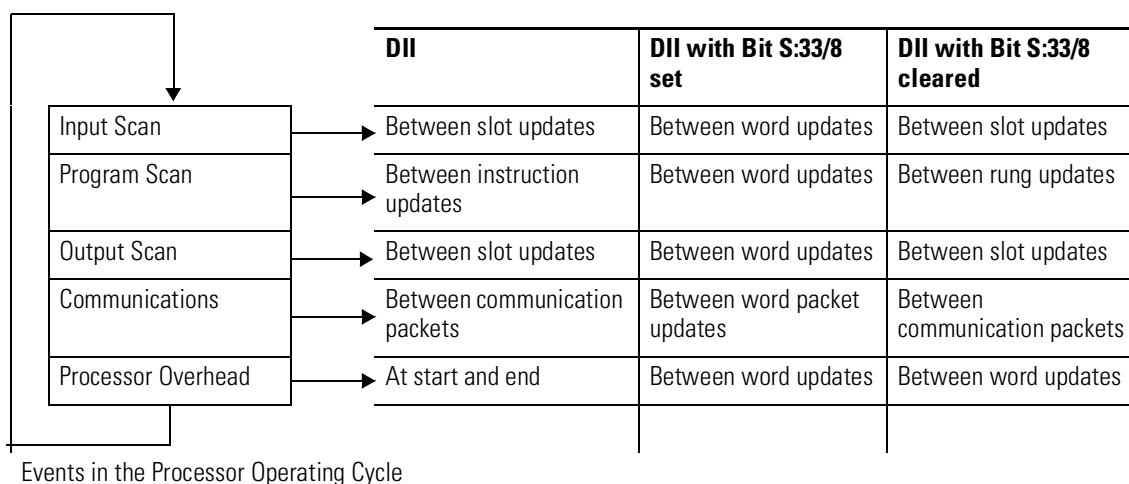 DII
DII with Bit S:33/8
set
DII with Bit S:33/8
cleared
Input Scan
Between slot updates
Between word updates
Between slot updates
Program Scan
Between instruction
updates
Between word updates
Between rung updates
Output Scan
Between slot updates
Between word updates
Between slot updates
Communications
Between communication
packets
Between word packet
updates
Between
communication packets
Processor Overhead
At start and end
Between word updates
Between word updates
Events in the Processor Operating Cycle